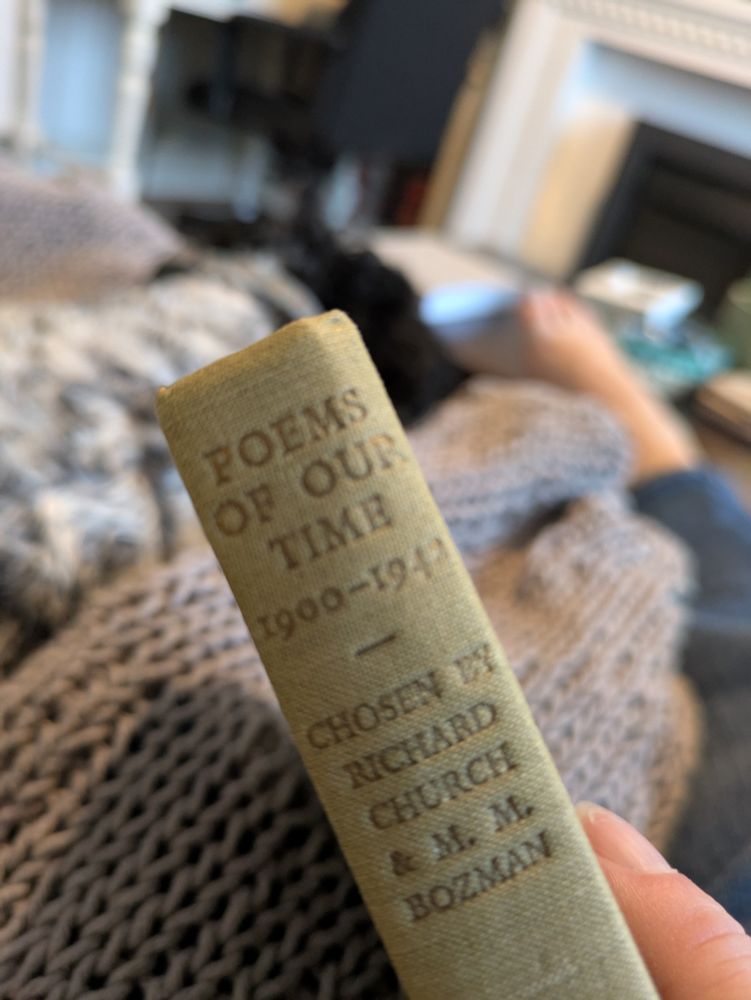 POEMS
OF OUR
TIME
1900–1942
—
CHOSEN BY
RICHARD
CHURCH
& M. M.
BOZMAN